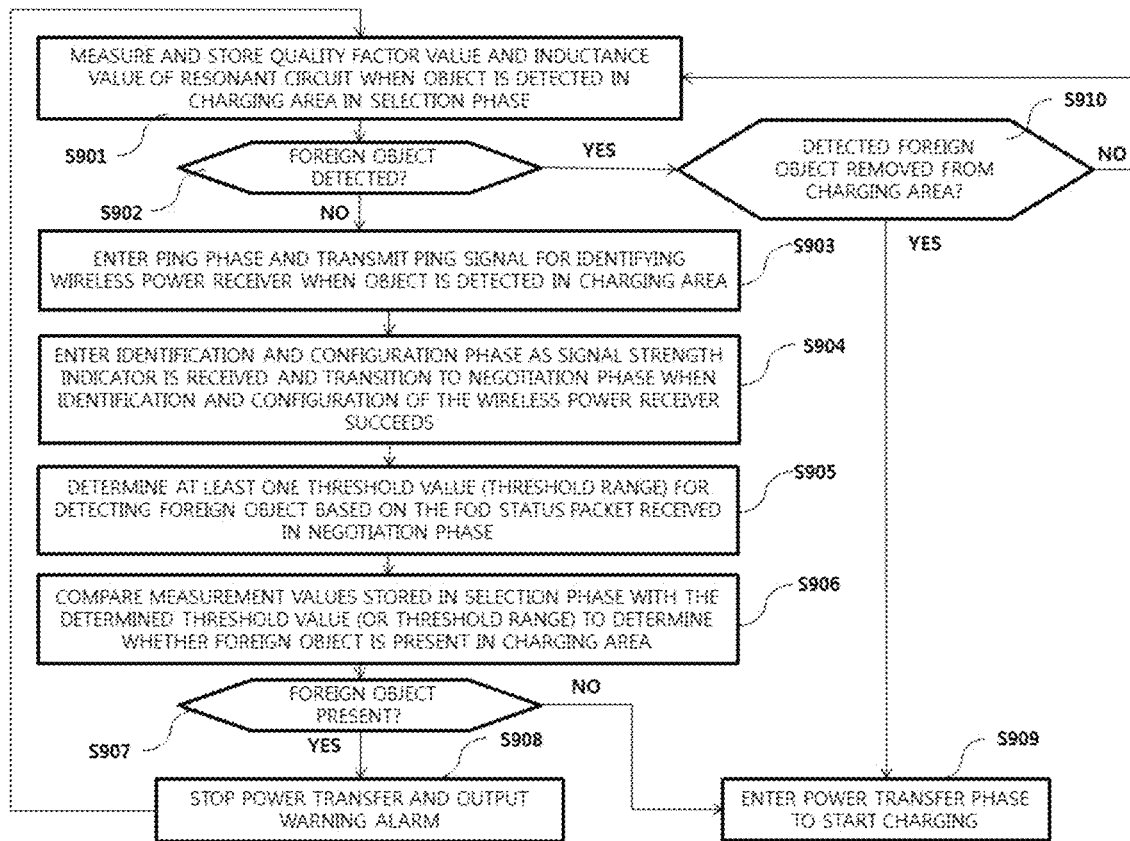 MEASURE AND STORE QUALITY FACTOR VALUE AND INDUCTANCE
VALUE OF RESONANT CIRCUIT WHEN OBJECT IS DETECTED IN
CHARGING AREA IN SELECTION PHASE
S901
FOREIGN OBJECT
DETECTED?
S902
YES
NO
DETECTED FOREIGN
OBJECT REMOVED FROM
CHARGING AREA?
S910
NO
YES
ENTER PING PHASE AND TRANSMIT PING SIGNAL FOR IDENTIFYING
WIRELESS POWER RECEIVER WHEN OBJECT IS DETECTED IN CHARGING AREA
S903
ENTER IDENTIFICATION AND CONFIGURATION PHASE AS SIGNAL STRENGTH
INDICATOR IS RECEIVED AND TRANSITION TO NEGOTIATION PHASE WHEN
IDENTIFICATION AND CONFIGURATION OF THE WIRELESS POWER RECEIVER
SUCCEEDS
S904
DETERMINE AT LEAST ONE THRESHOLD VALUE (THRESHOLD RANGE) FOR
DETECTING FOREIGN OBJECT BASED ON THE FOD STATUS PACKET RECEIVED
IN NEGOTIATION PHASE
S905
COMPARE MEASUREMENT VALUES STORED IN SELECTION PHASE WITH THE
DETERMINED THRESHOLD VALUE (OR THRESHOLD RANGE) TO DETERMINE
WHETHER FOREIGN OBJECT IS PRESENT IN CHARGING AREA
S906
FOREIGN OBJECT
PRESENT?
S907
NO
YES
STOP POWER TRANSFER AND OUTPUT
WARNING ALARM
S908
ENTER POWER TRANSFER PHASE
TO START CHARGING
S909